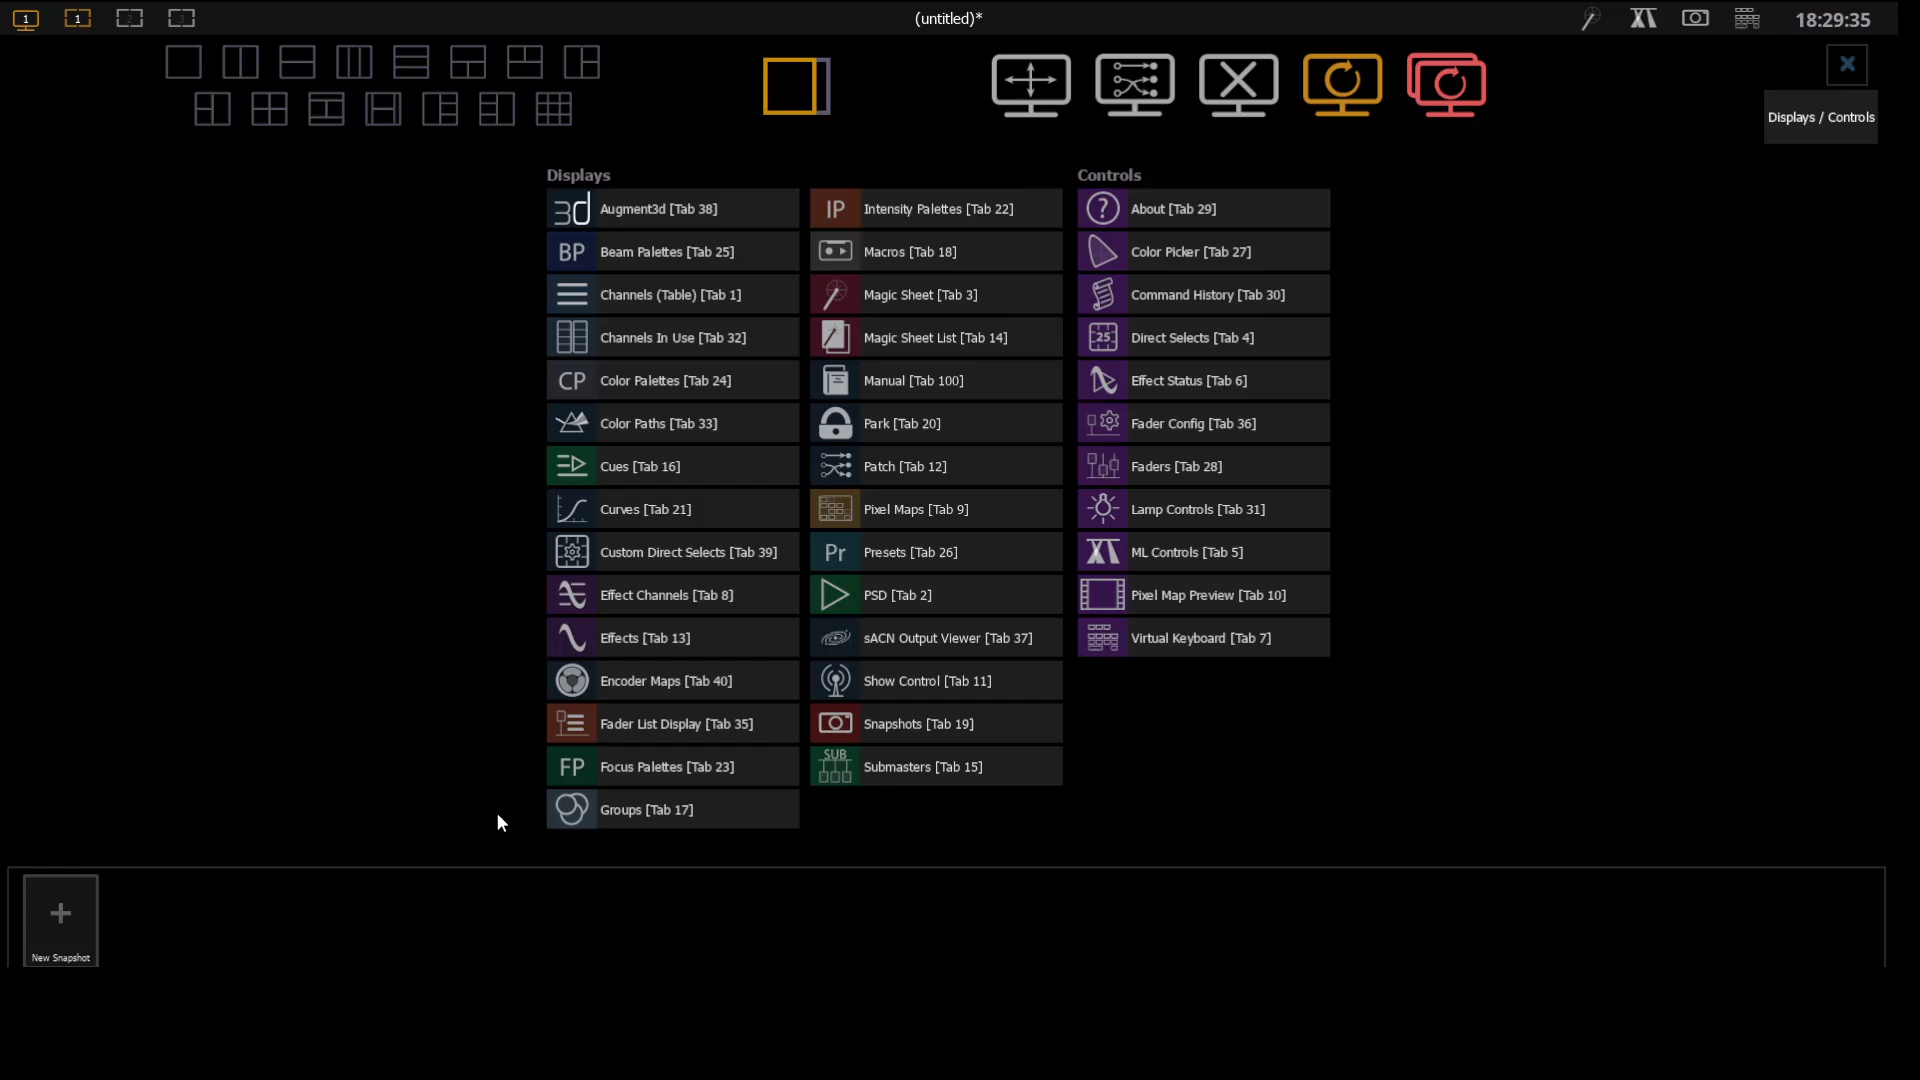 1 1 2 3 (untitled)* 18:29:35
Displays / Controls
Displays
3d Augment3d [Tab 38]
BP Beam Palettes [Tab 25]
Channels (Table) [Tab 1]
Channels In Use [Tab 32]
CP Color Palettes [Tab 24]
Color Paths [Tab 33]
Cues [Tab 16]
Curves [Tab 21]
Custom Direct Selects [Tab 39]
Effect Channels [Tab 8]
Effects [Tab 13]
Encoder Maps [Tab 40]
Fader List Display [Tab 35]
FP Focus Palettes [Tab 23]
Groups [Tab 17]
IP Intensity Palettes [Tab 22]
Macros [Tab 18]
Magic Sheet [Tab 3]
Magic Sheet List [Tab 14]
Manual [Tab 100]
Park [Tab 20]
Patch [Tab 12]
Pixel Maps [Tab 9]
Pr Presets [Tab 26]
PSD [Tab 2]
sACN Output Viewer [Tab 37]
Show Control [Tab 11]
Snapshots [Tab 19]
SUB Submasters [Tab 15]
Controls
? About [Tab 29]
Color Picker [Tab 27]
Command History [Tab 30]
25 Direct Selects [Tab 4]
Effect Status [Tab 6]
Fader Config [Tab 36]
Faders [Tab 28]
Lamp Controls [Tab 31]
ML Controls [Tab 5]
Pixel Map Preview [Tab 10]
Virtual Keyboard [Tab 7]
+
New Snapshot